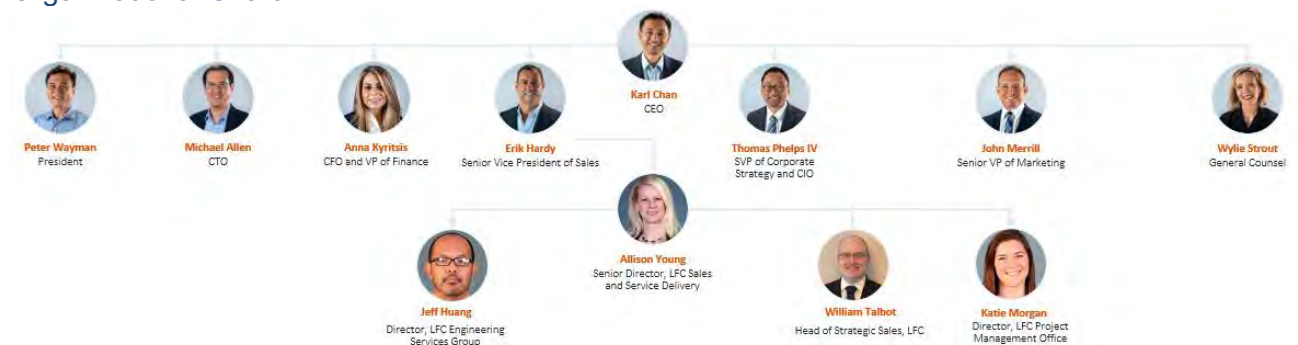 Karl Chan
CEO
Peter Wayman
President
Michael Allen
CTO
Anna Kyritsis
CFO and VP of Finance
Erik Hardy
Senior Vice President of Sales
Thomas Phelps IV
SVP of Corporate
Strategy and CIO
John Merrill
Senior VP of Marketing
Wylie Strout
General Counsel
Allison Young
Senior Director, LFC Sales
and Service Delivery
Jeff Huang
Director, LFC Engineering
Services Group
William Talbot
Head of Strategic Sales, LFC
Katie Morgan
Director, LFC Project
Management Office